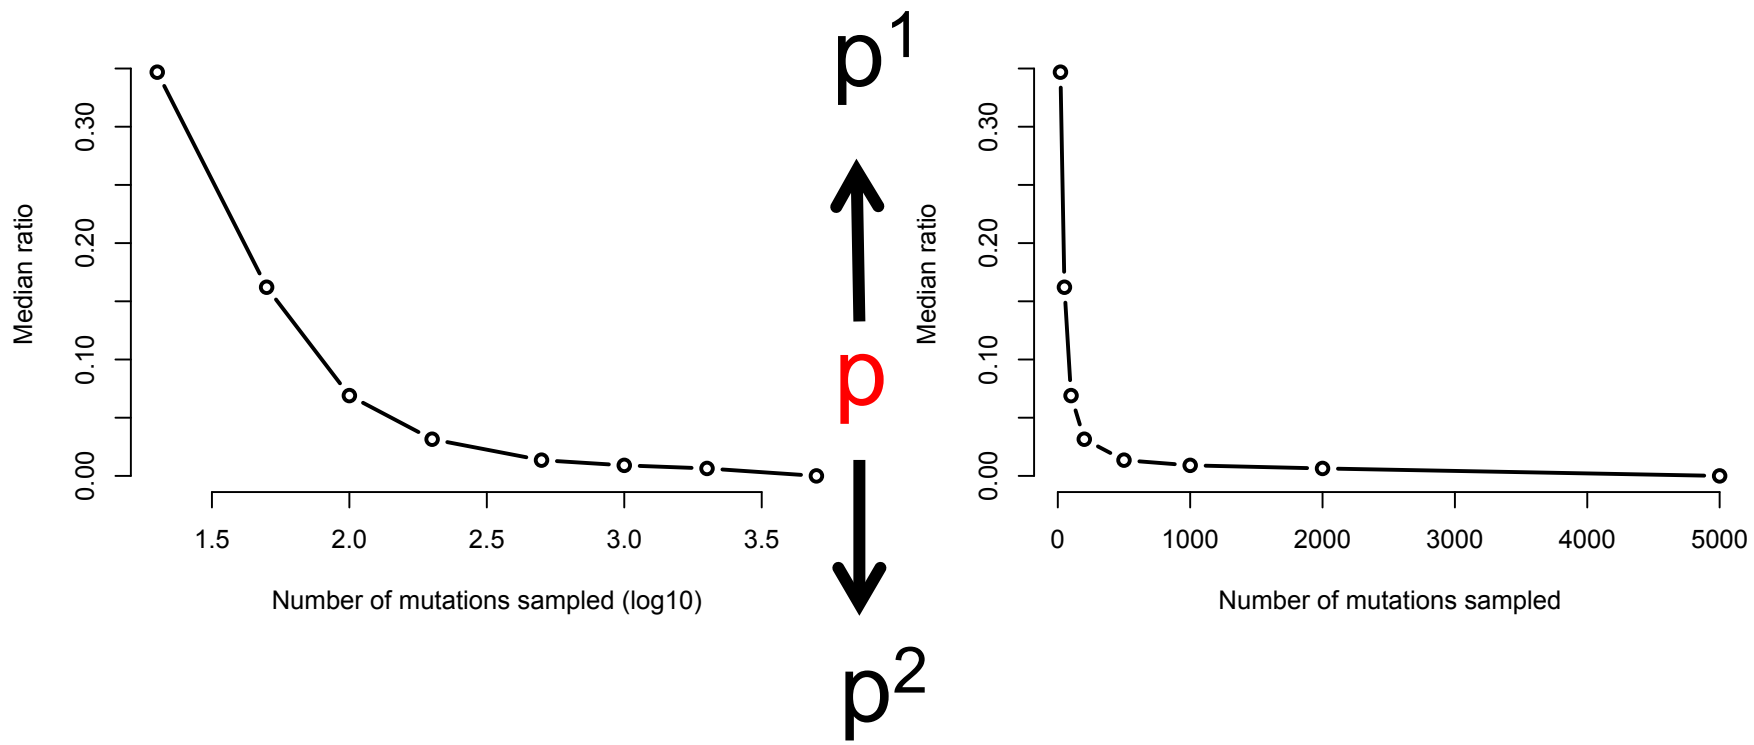 p1
0.30
0.20
0.10
0.00
Median ratio
1.5 2.0 2.5 3.0 3.5
Number of mutations sampled (log10)
p
0.30
0.20
0.10
0.00
Median ratio
0 1000 2000 3000 4000 5000
Number of mutations sampled
p2